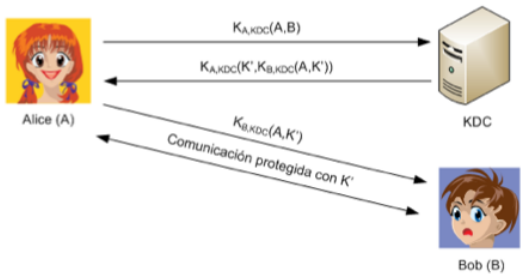 K_A,KDC(A,B)
K_A,KDC(K',K_B,KDC(A,K'))
Alice (A)
KDC
K_B,KDC(A,K')
Comunicación protegida con K'
Bob (B)